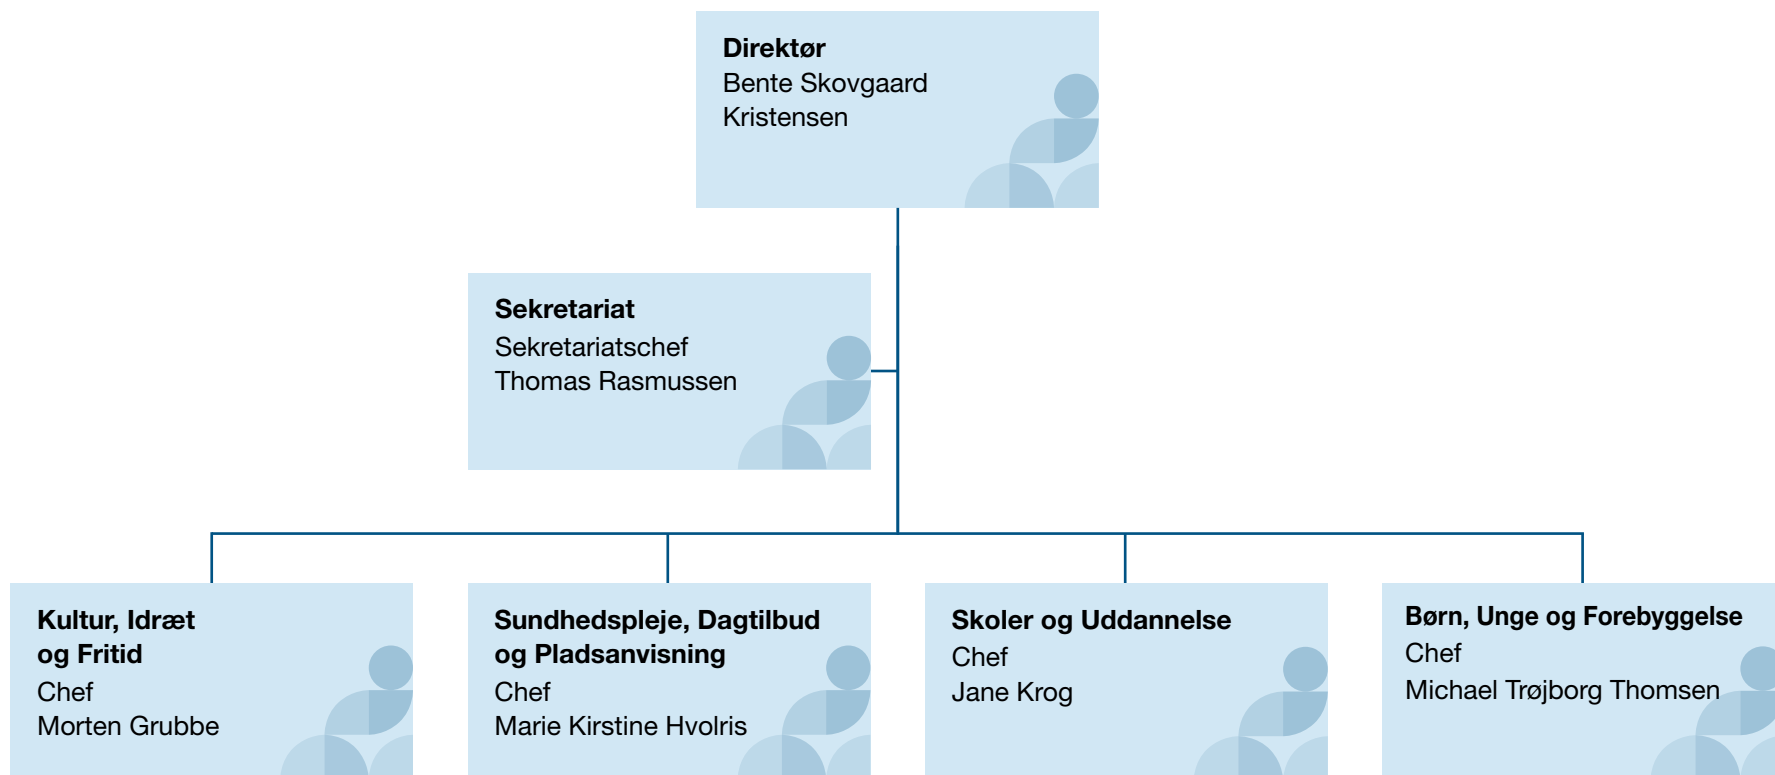 Direktør
Bente Skovgaard
Kristensen
Sekretariat
Sekretariatschef
Thomas Rasmussen
Kultur, Idræt
og Fritid
Chef
Morten Grubbe
Sundhedspleje, Dagtilbud
og Pladsanvisning
Chef
Marie Kirstine Hvolris
Skoler og Uddannelse
Chef
Jane Krog
Børn, Unge og Forebyggelse
Chef
Michael Trøjborg Thomsen